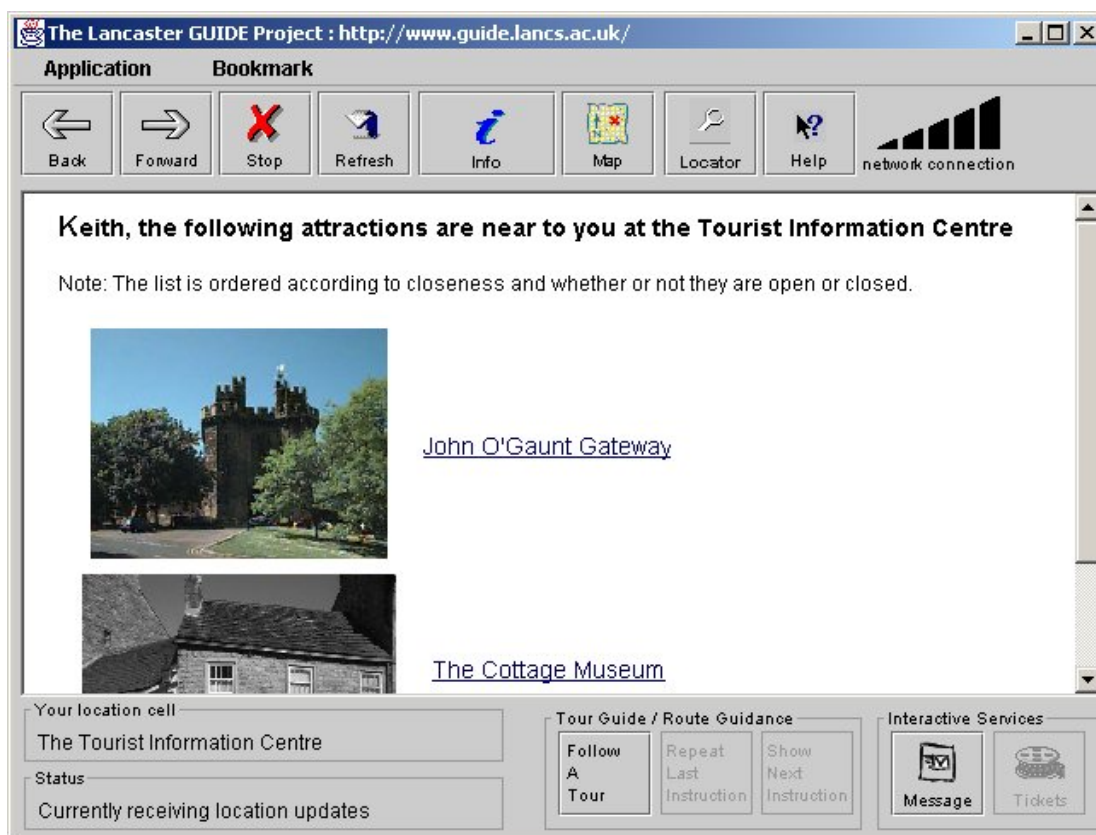 The Lancaster GUIDE Project : http://www.guide.lancs.ac.uk/
Application Bookmark
Back Forward Stop Refresh Info Map Locator Help network connection
Keith, the following attractions are near to you at the Tourist Information Centre
Note: The list is ordered according to closeness and whether or not they are open or closed.
John O'Gaunt Gateway
The Cottage Museum
Your location cell
The Tourist Information Centre
Status
Currently receiving location updates
Tour Guide / Route Guidance
Follow
A
Tour
Repeat
Last
Instruction
Show
Next
Instruction
Interactive Services
Message
Tickets